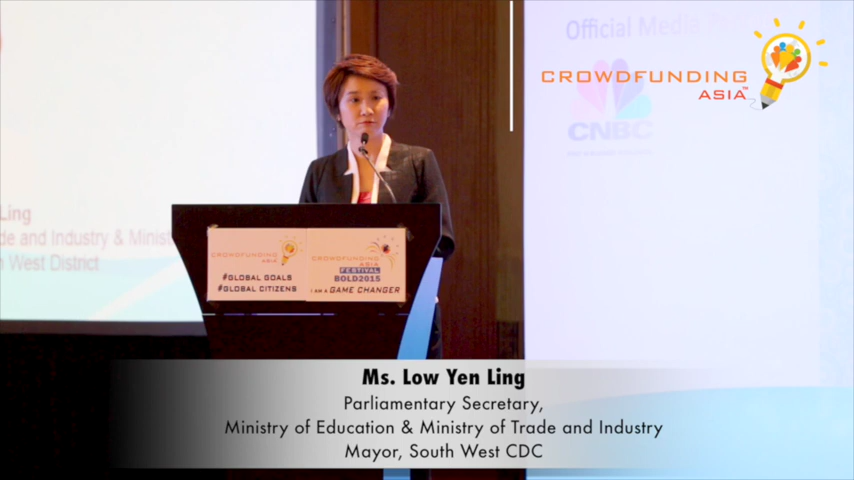 Official Media
CROWDFUNDING
ASIA™
CNBC
Ling
de and Industry & Minist
West District
CROWDFUNDING
ASIA
#GLOBAL GOALS
#GLOBAL CITIZENS
CROWDFUNDING
ASIA
FESTIVAL
BOLD2015
I AM A GAME CHANGER
Ms. Low Yen Ling
Parliamentary Secretary,
Ministry of Education & Ministry of Trade and Industry
Mayor, South West CDC